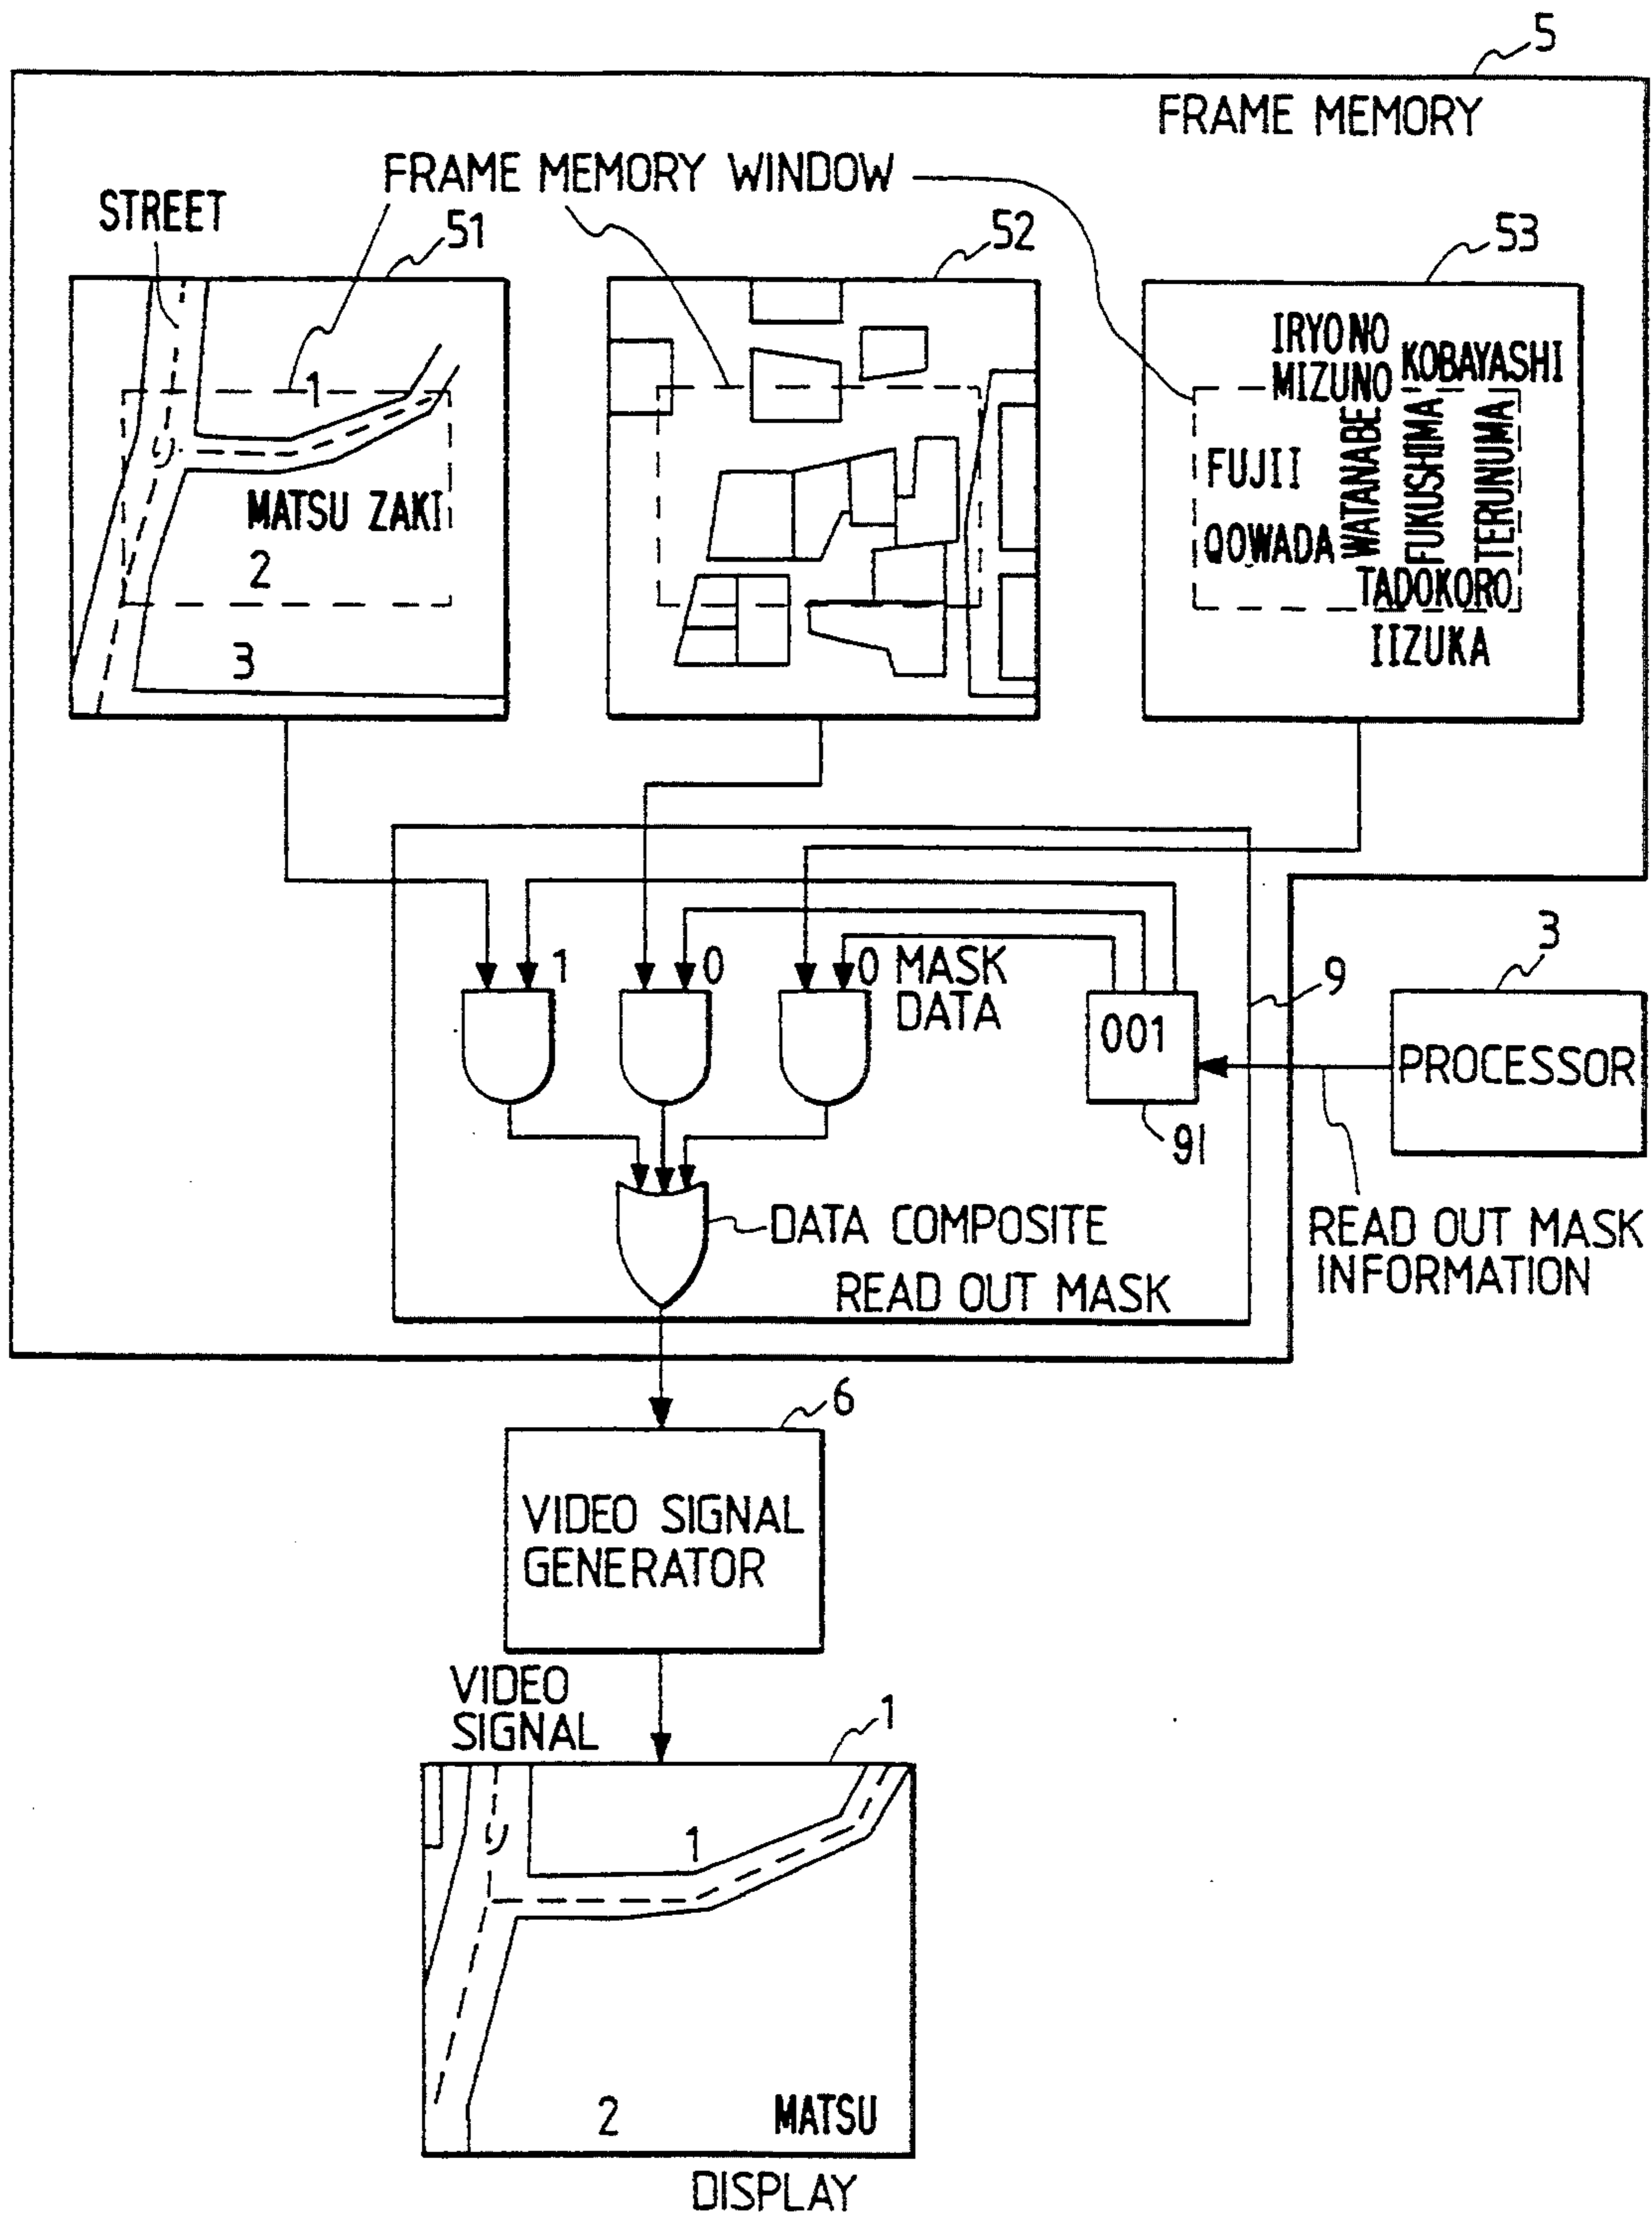 5
FRAME MEMORY
FRAME MEMORY WINDOW
STREET
51
52
53
1
MATSU ZAKI
2
3
IRYONO
MIZUNO
KOBAYASHI
FUJII
QOWADA
WATANABE
FUKUSHIMA
TERUNUMA
TADOKORO
IIZUKA
1
0
0 MASK
DATA
001
91
9
3
PROCESSOR
READ OUT MASK
INFORMATION
DATA COMPOSITE
READ OUT MASK
6
VIDEO SIGNAL
GENERATOR
VIDEO
SIGNAL
1
1
2
MATSU
DISPLAY